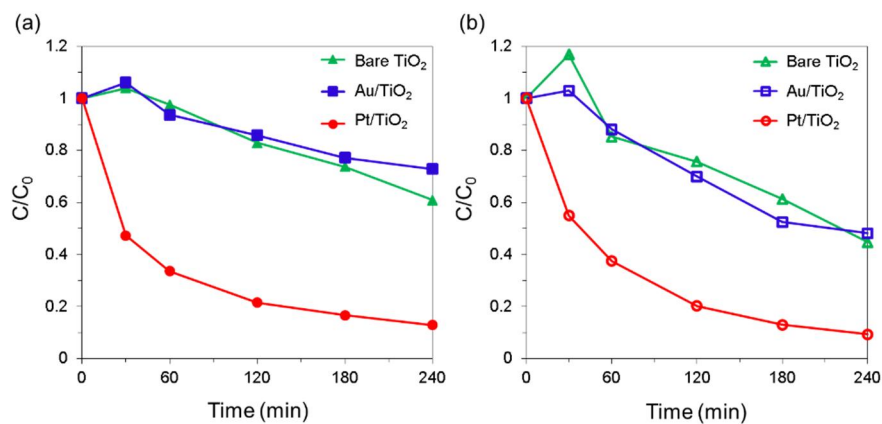 (a)
C/C₀
1.2
1
0.8
0.6
0.4
0.2
0
0 60 120 180 240
Time (min)
Bare TiO₂
Au/TiO₂
Pt/TiO₂
(b)
C/C₀
1.2
1
0.8
0.6
0.4
0.2
0
0 60 120 180 240
Time (min)
Bare TiO₂
Au/TiO₂
Pt/TiO₂